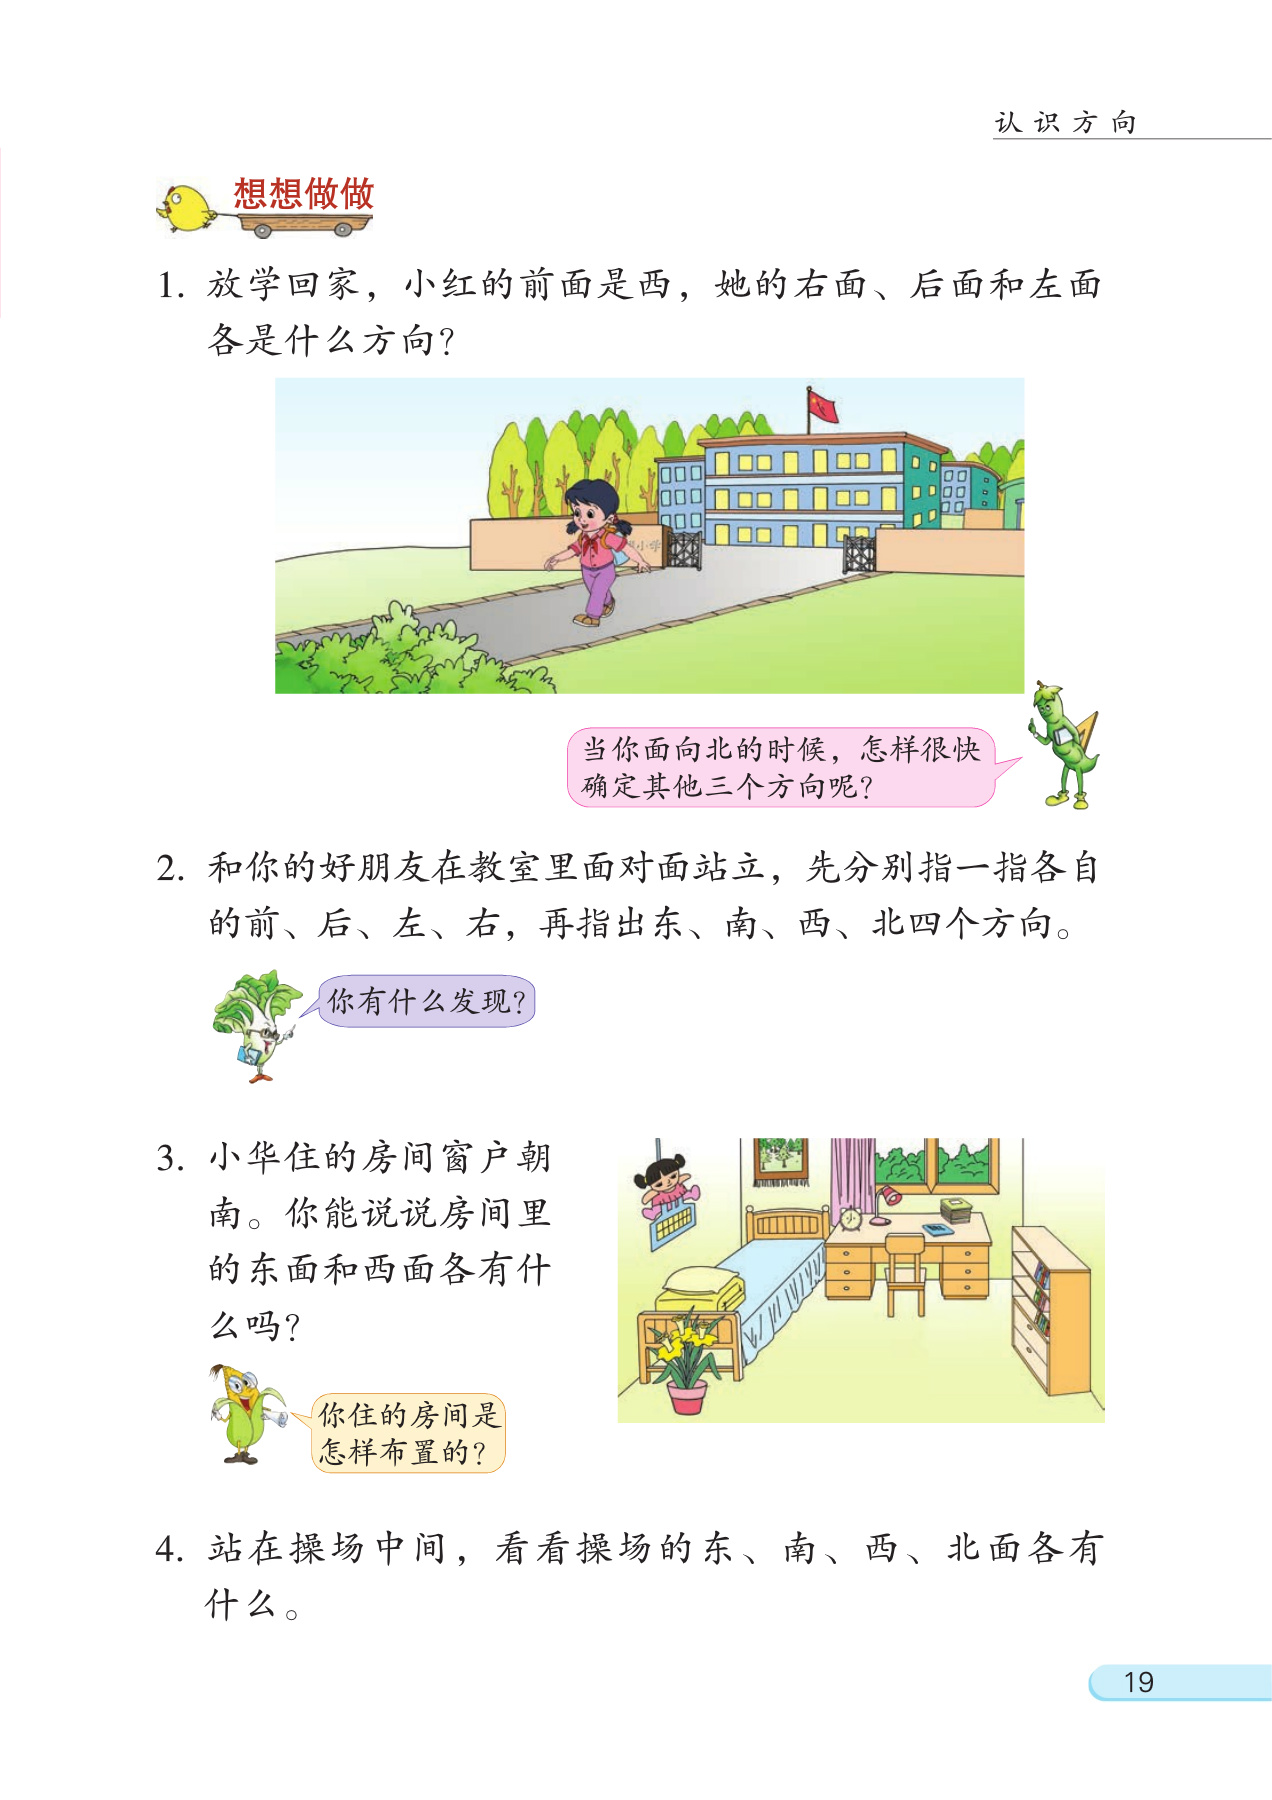 认识方向
想想做做
1. 放学回家，小红的前面是西，她的右面、后面和左面
各是什么方向？
小学
当你面向北的时候，怎样很快
确定其他三个方向呢？
2. 和你的好朋友在教室里面对面站立，先分别指一指各自
的前、后、左、右，再指出东、南、西、北四个方向。
你有什么发现？
3. 小华住的房间窗户朝
南。你能说说房间里
的东面和西面各有什
么吗？
你住的房间是
怎样布置的？
4. 站在操场中间，看看操场的东、南、西、北面各有
什么。
19